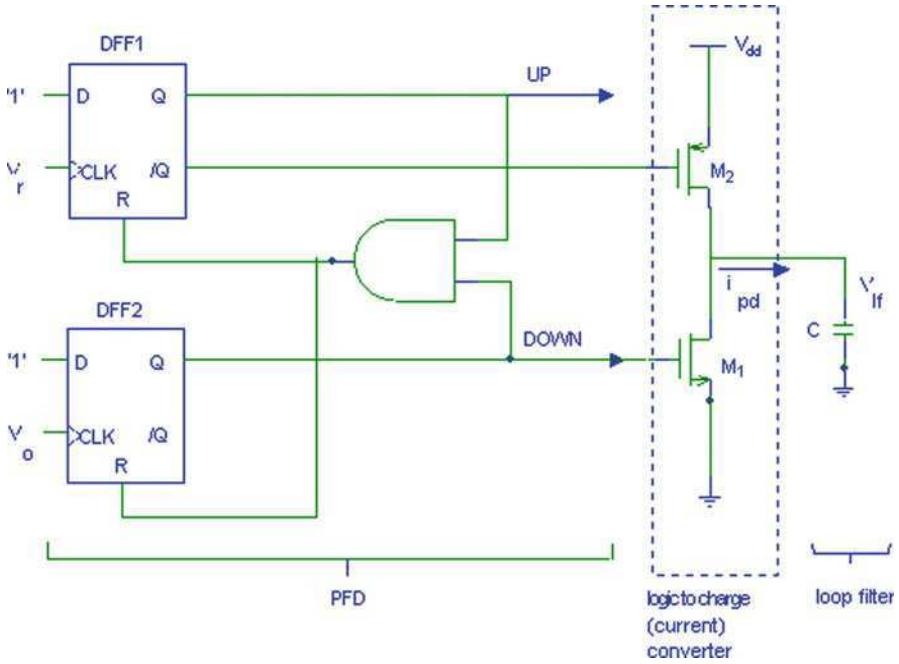 DFF1
'1'
D
Q
UP
V
r
CLK
/Q
R
V
dd
M
2
i
pd
V
lf
C
DFF2
'1'
D
Q
DOWN
M
1
V
o
CLK
/Q
R
PFD
logic to charge
(current)
converter
loop filter